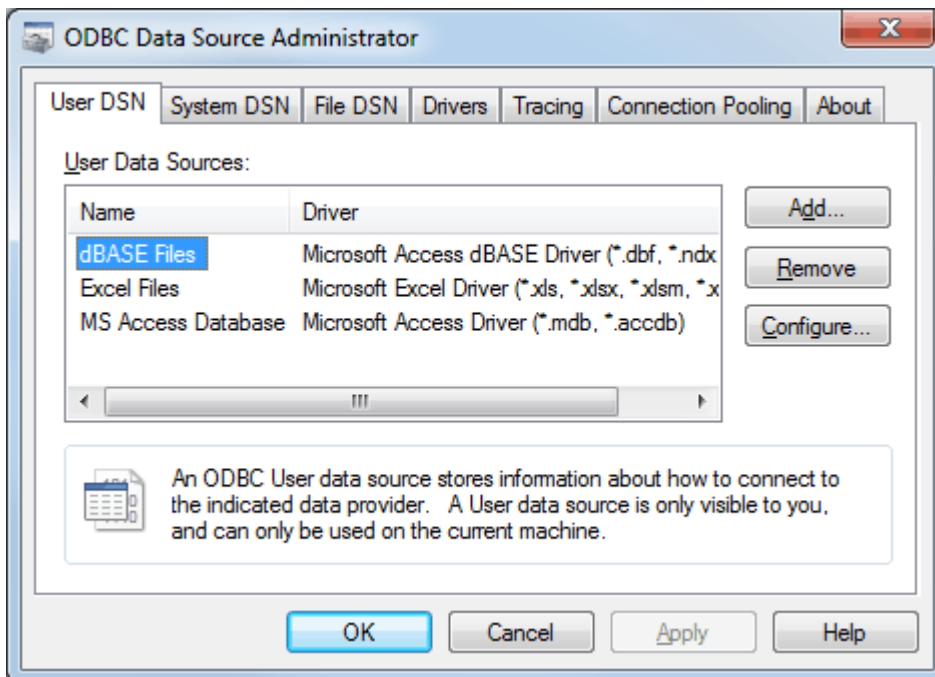 ODBC Data Source Administrator
User DSN System DSN File DSN Drivers Tracing Connection Pooling About
User Data Sources:
Name Driver
dBASE Files Microsoft Access dBASE Driver (*.dbf, *.ndx
Excel Files Microsoft Excel Driver (*.xls, *.xlsx, *.xlsm, *.x
MS Access Database Microsoft Access Driver (*.mdb, *.accdb)
Add...
Remove
Configure...
An ODBC User data source stores information about how to connect to
the indicated data provider. A User data source is only visible to you,
and can only be used on the current machine.
OK Cancel Apply Help